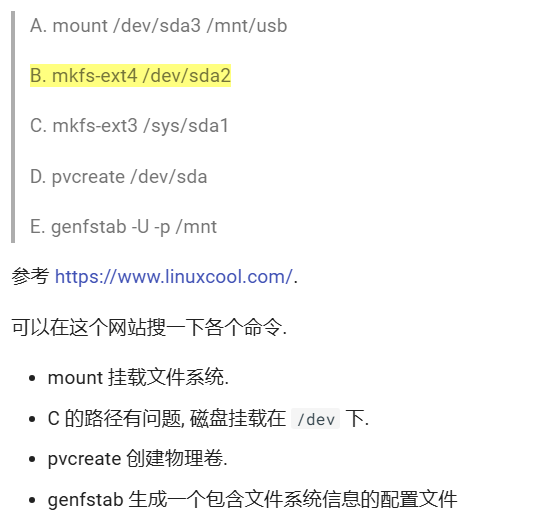 A. mount /dev/sda3 /mnt/usb
B. mkfs-ext4 /dev/sda2
C. mkfs-ext3 /sys/sda1
D. pvcreate /dev/sda
E. genfstab -U -p /mnt
参考 https://www.linuxcool.com/.
可以在这个网站搜一下各个命令.
• mount 挂载文件系统.
• C 的路径有问题, 磁盘挂载在 /dev 下.
• pvcreate 创建物理卷.
• genfstab 生成一个包含文件系统信息的配置文件